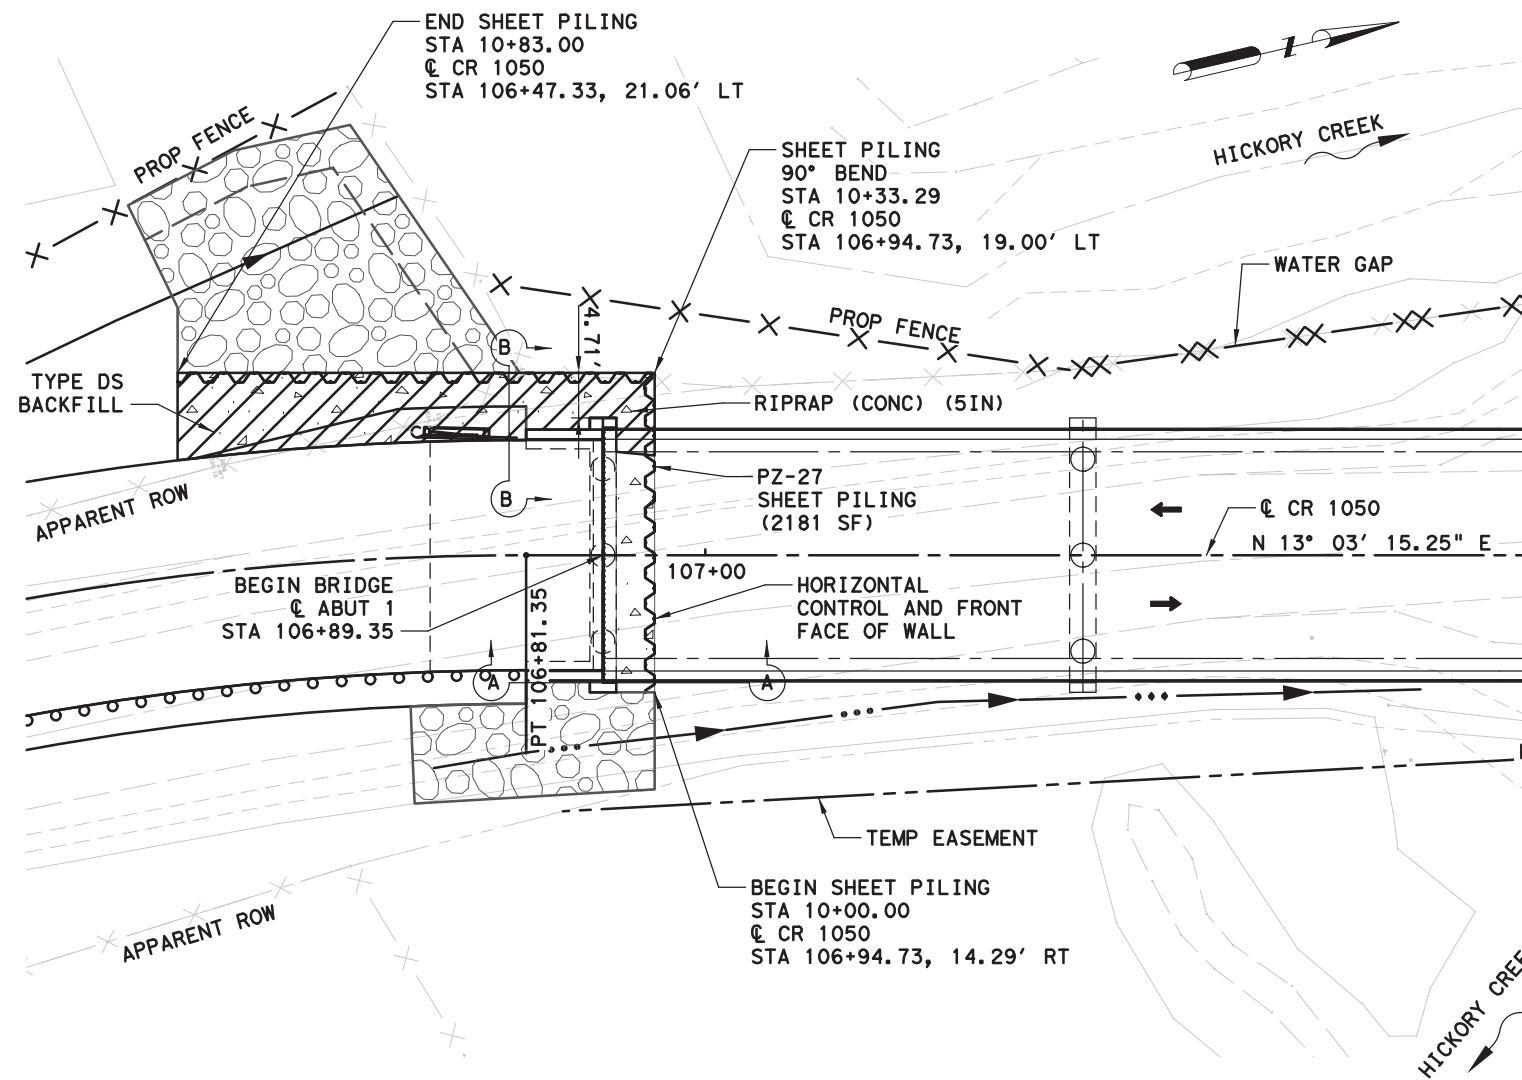 END SHEET PILING
STA 10+83.00
℄ CR 1050
STA 106+47.33, 21.06' LT
PROP FENCE
SHEET PILING
90° BEND
STA 10+33.29
℄ CR 1050
STA 106+94.73, 19.00' LT
HICKORY CREEK
WATER GAP
PROP FENCE
4.71'
B
TYPE DS
BACKFILL
RIPRAP (CONC) (5IN)
APPARENT ROW
B
PZ-27
SHEET PILING
(2181 SF)
℄ CR 1050
N 13° 03' 15.25" E
107+00
BEGIN BRIDGE
℄ ABUT 1
STA 106+89.35
HORIZONTAL
CONTROL AND FRONT
FACE OF WALL
PT 106+81.35
A
A
TEMP EASEMENT
BEGIN SHEET PILING
STA 10+00.00
℄ CR 1050
STA 106+94.73, 14.29' RT
APPARENT ROW
HICKORY CREE